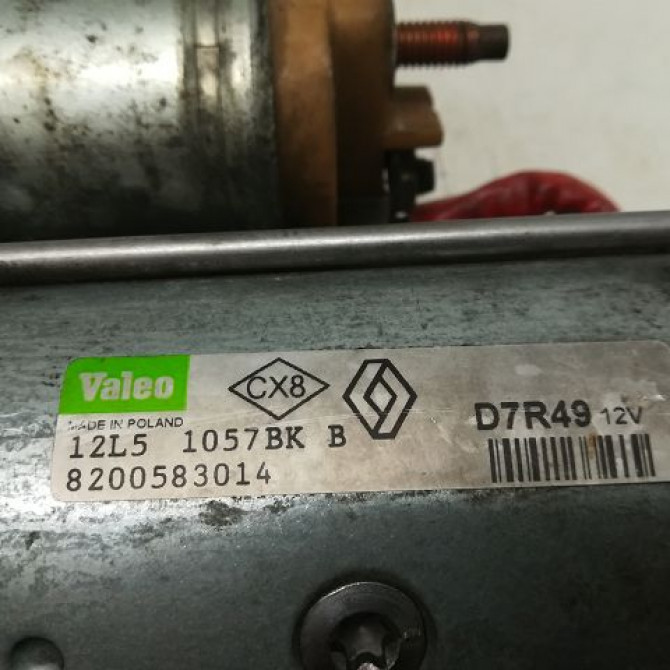 Valeo
CX8
MADE IN POLAND
D7R49 12V
12L5 1057BK B
8200583014